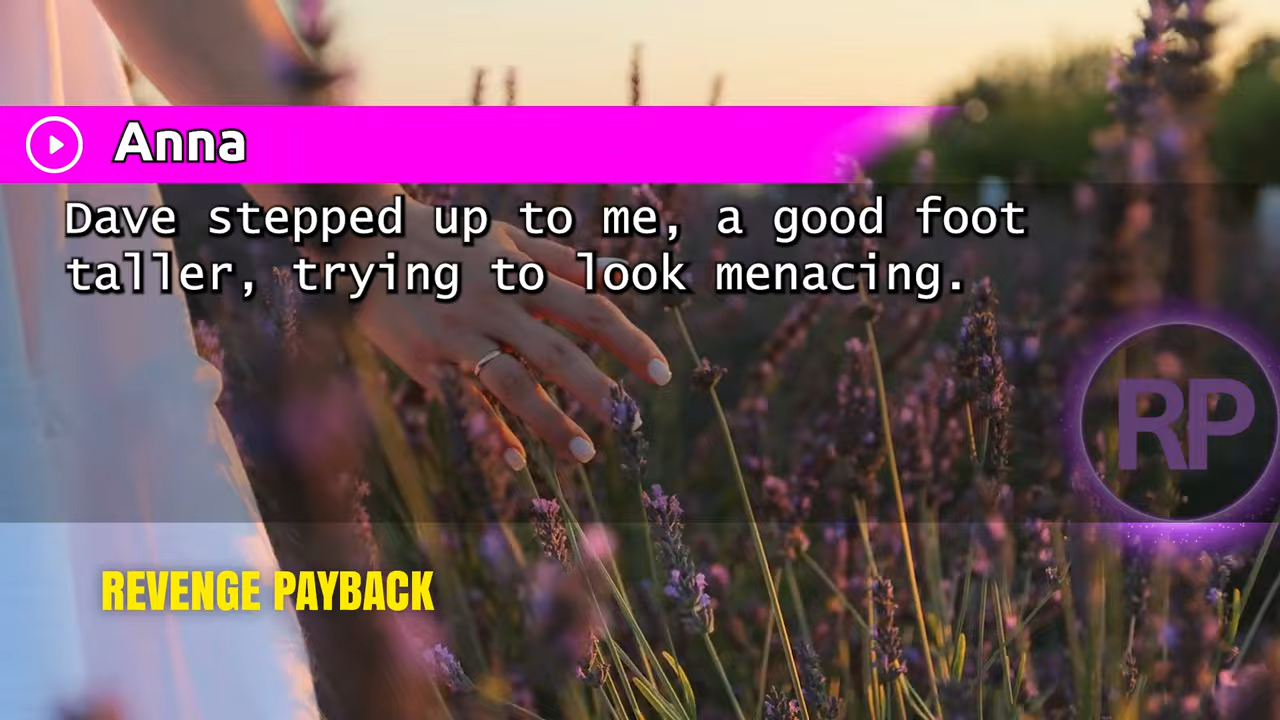 Anna
Dave stepped up to me, a good foot
taller, trying to look menacing.
RP
REVENGE PAYBACK